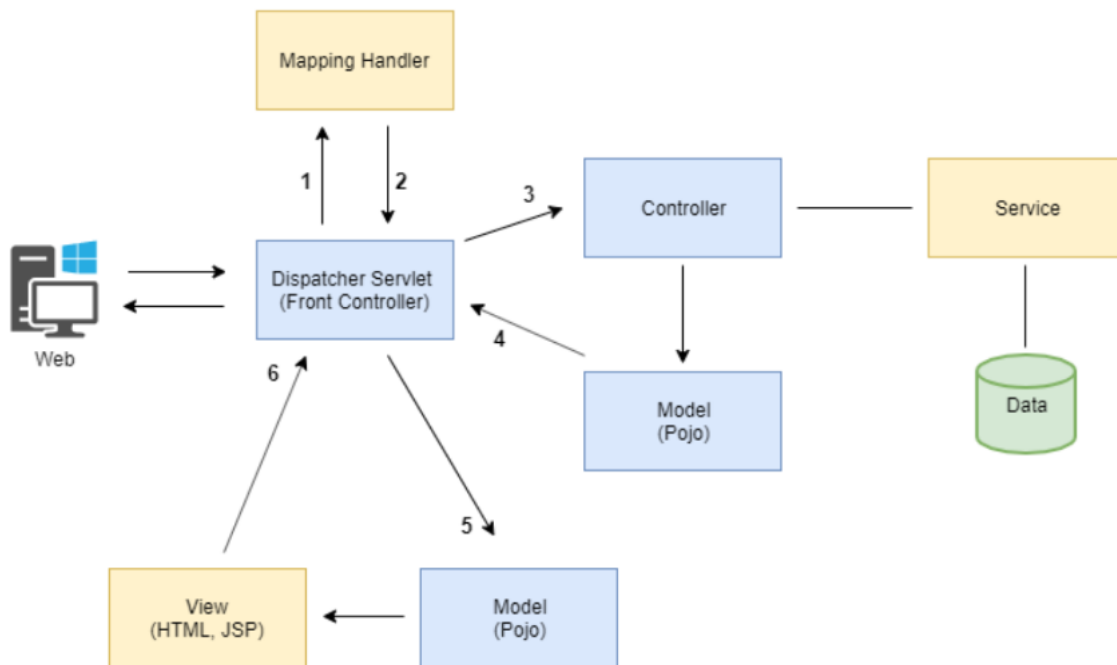 Mapping Handler
1
2
3
Controller
Service
Dispatcher Servlet
(Front Controller)
Web
4
6
Model
(Pojo)
Data
5
View
(HTML, JSP)
Model
(Pojo)